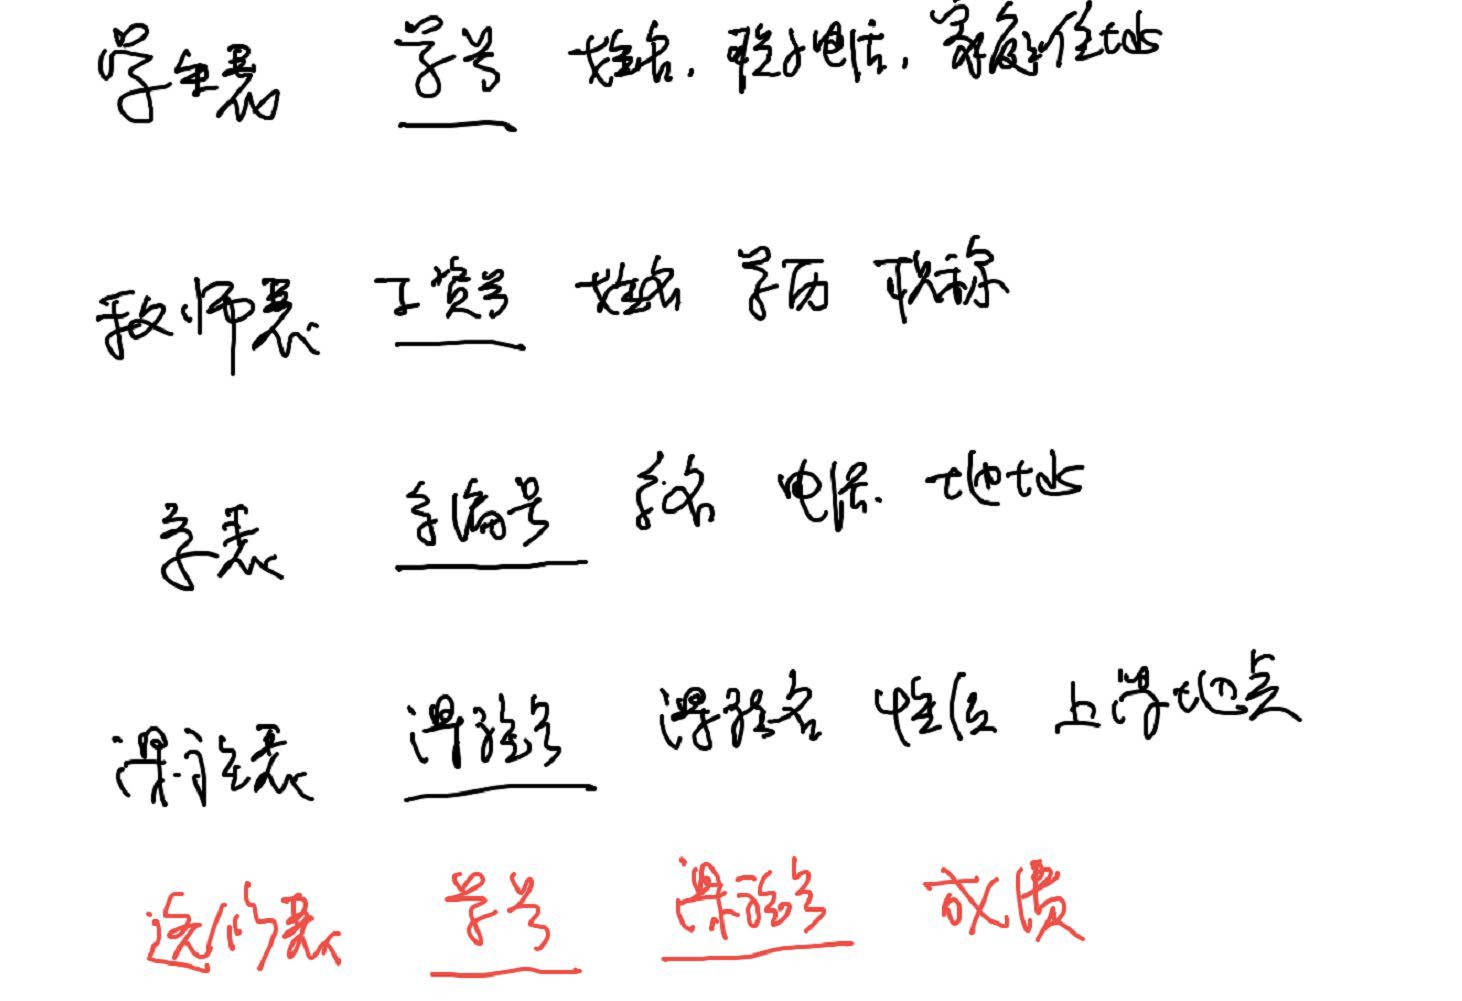 学生表 学号 姓名. 联系电话. 家庭住址
教师表 工资号 姓名 学历 职称
系表 系编号 系名 电话. 地址
课程表 课程号 课程名 性质 上课地点
选修表 学号 课程号 成绩